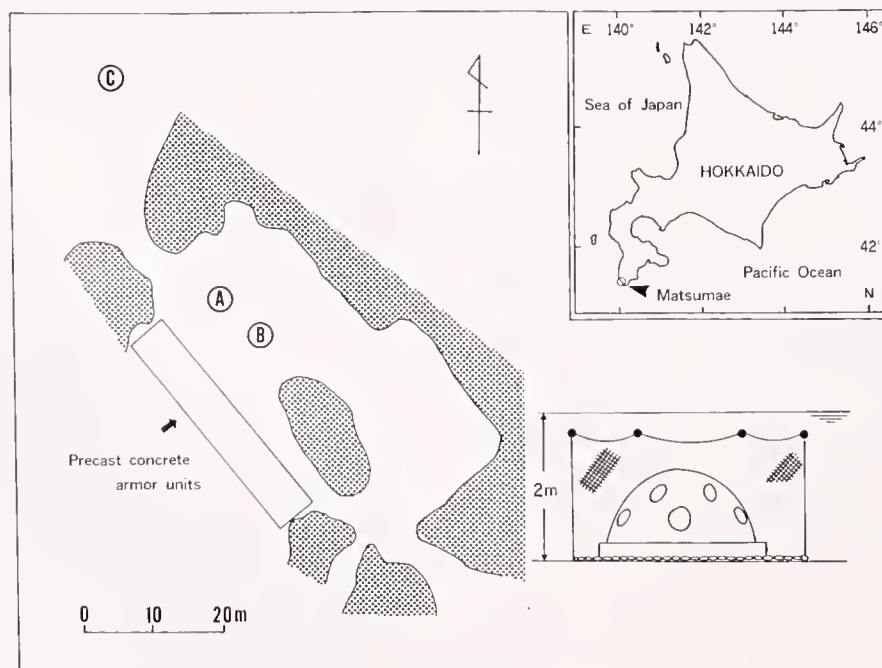 C
A
B
Precast concrete
armor units
0 10 20m
E 140° 142° 144° 146°
Sea of Japan
44°
HOKKAIDO
42°
Pacific Ocean
Matsumae
N
2m